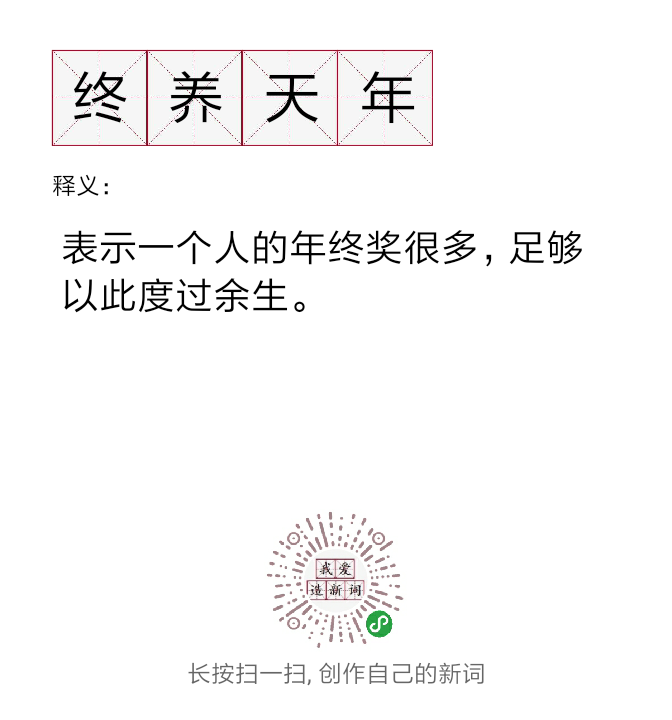 终养天年
释义：
表示一个人的年终奖很多，足够
以此度过余生。
我爱
造新词
长按扫一扫, 创作自己的新词